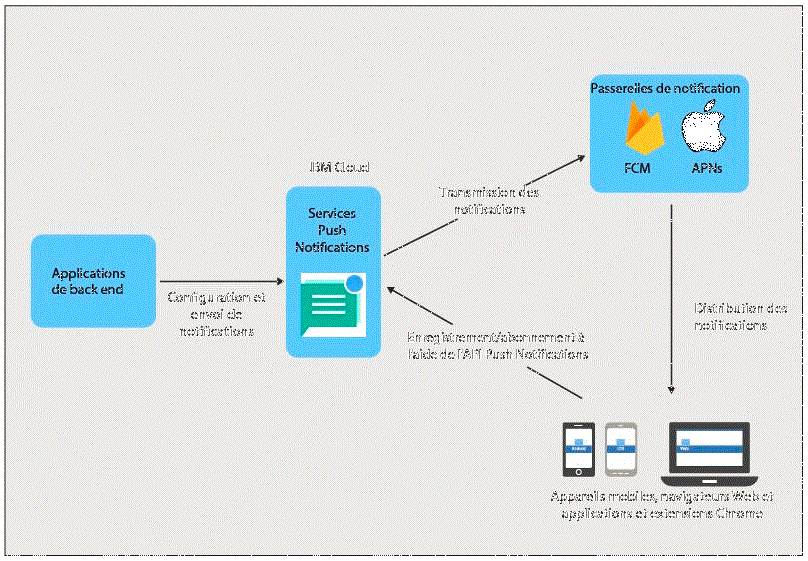 Passerelles de notification
FCM
APNs
IBM Cloud
Transmission des
notifications
Services
Push
Notifications
Applications
de back end
Configuration et
envoi de
notifications
Distribution des
notifications
Enregistrement/abonnement à
l'aide de l'API Push Notifications
Android
iOS
Web
Appareils mobiles, navigateurs Web et
applications et extensions Chrome